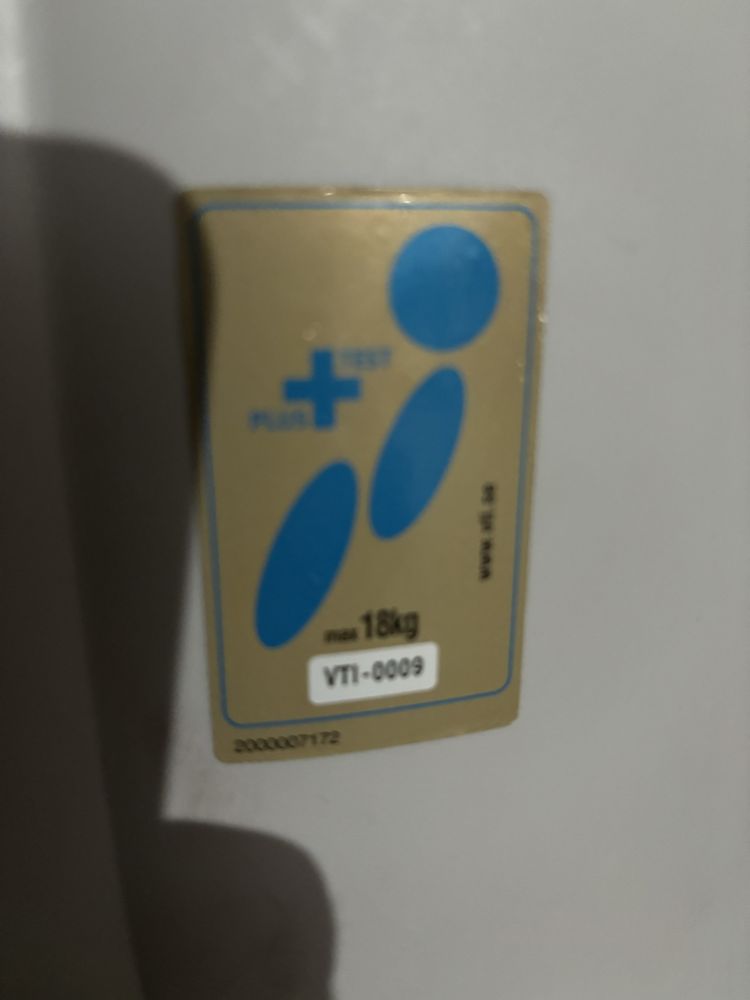 TEST
PLUS
www.vti.se
max 18kg
VTI-0009
2000007172